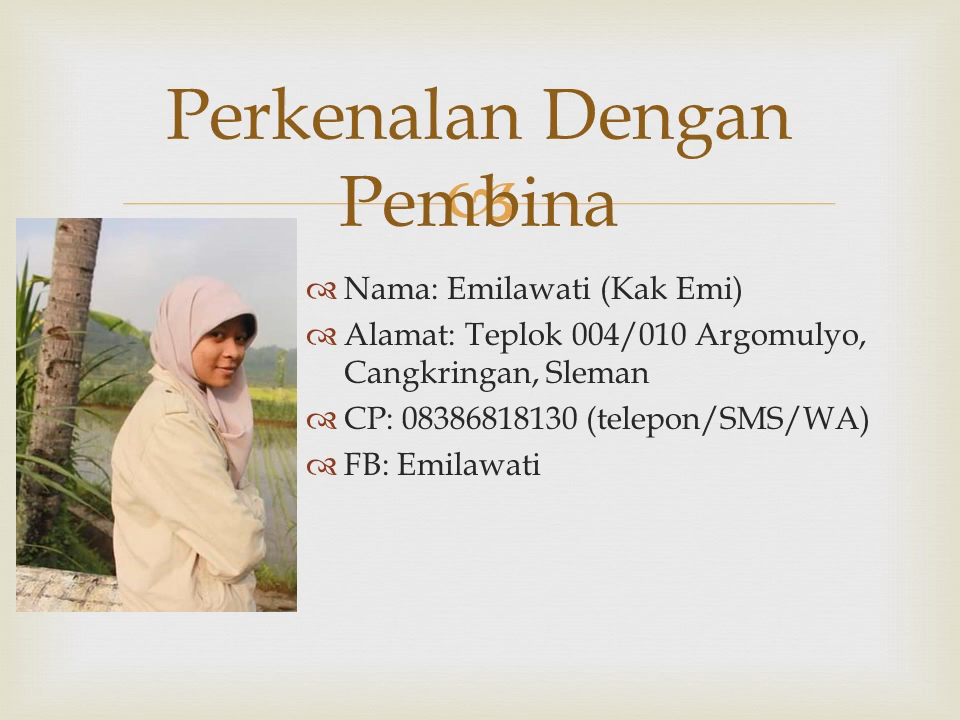 Perkenalan Dengan
Pembina
Nama: Emilawati (Kak Emi)
Alamat: Teplok 004/010 Argomulyo,
Cangkringan, Sleman
CP: 08386818130 (telepon/SMS/WA)
FB: Emilawati